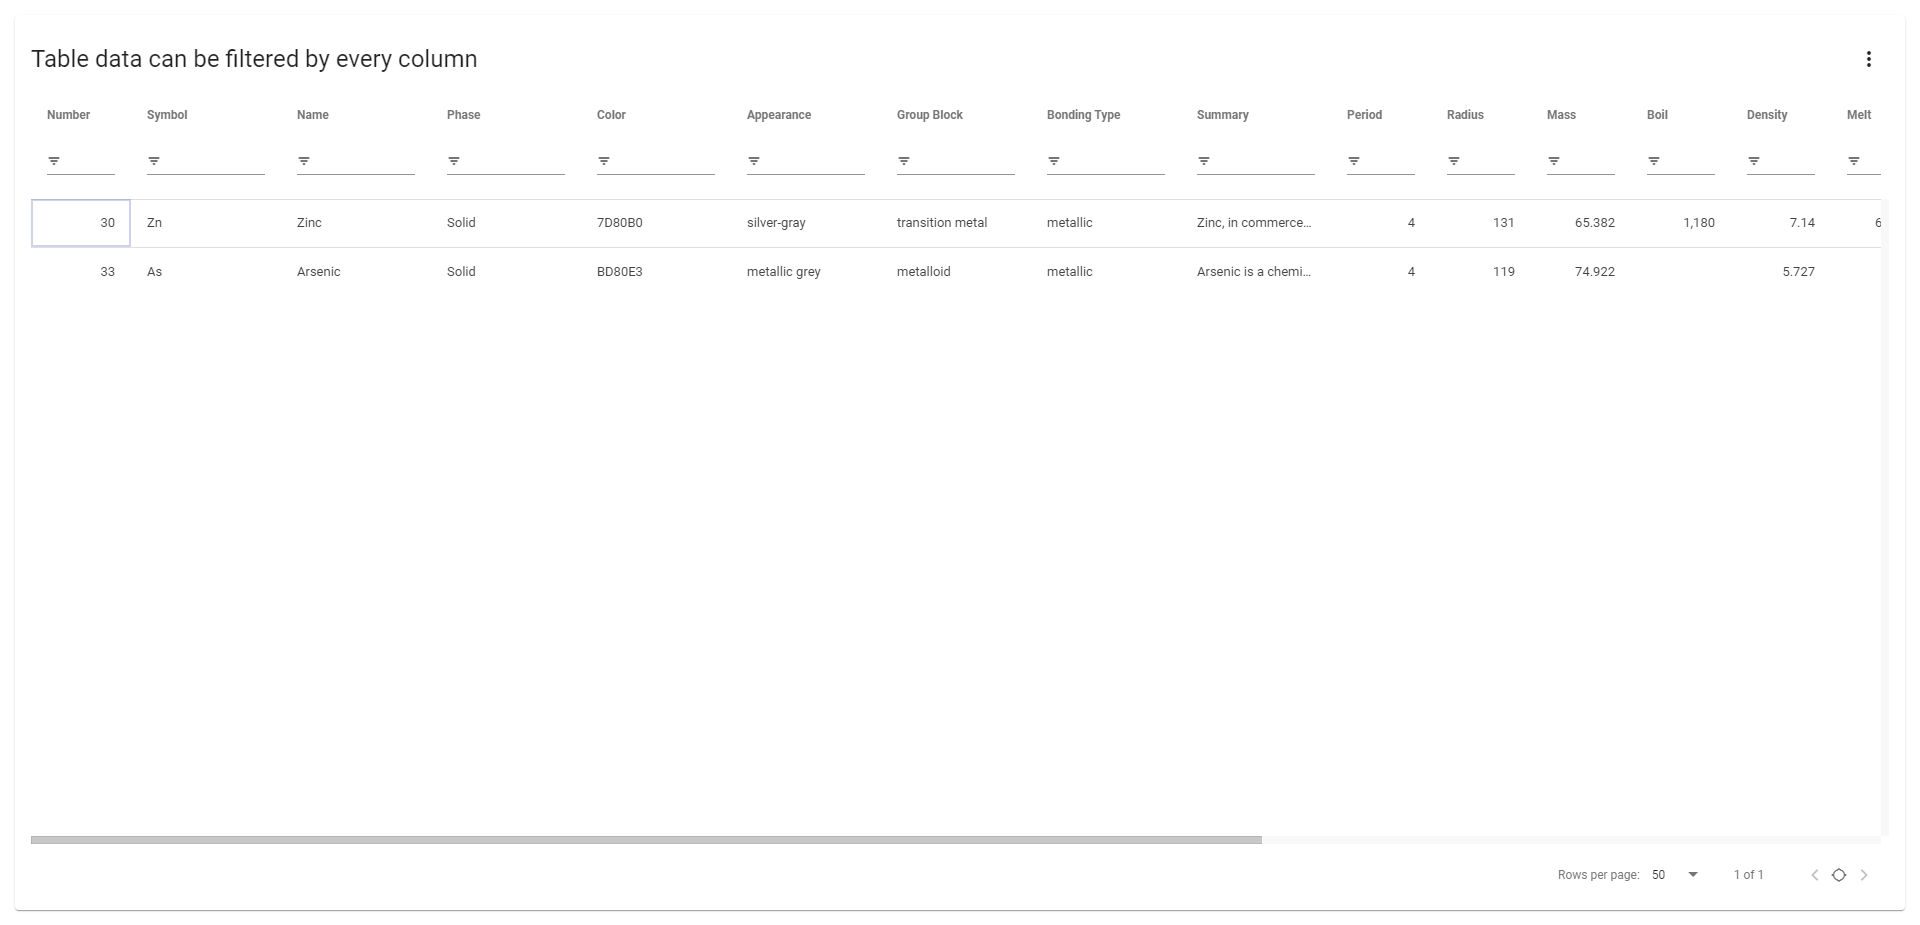 Table data can be filtered by every column
Number Symbol Name Phase Color Appearance Group Block Bonding Type Summary Period Radius Mass Boil Density Melt
30 Zn Zinc Solid 7D80B0 silver-gray transition metal metallic Zinc, in commerce... 4 131 65.382 1,180 7.14 6
33 As Arsenic Solid BD80E3 metallic grey metalloid metallic Arsenic is a chemi... 4 119 74.922 5.727
Rows per page: 50 1 of 1